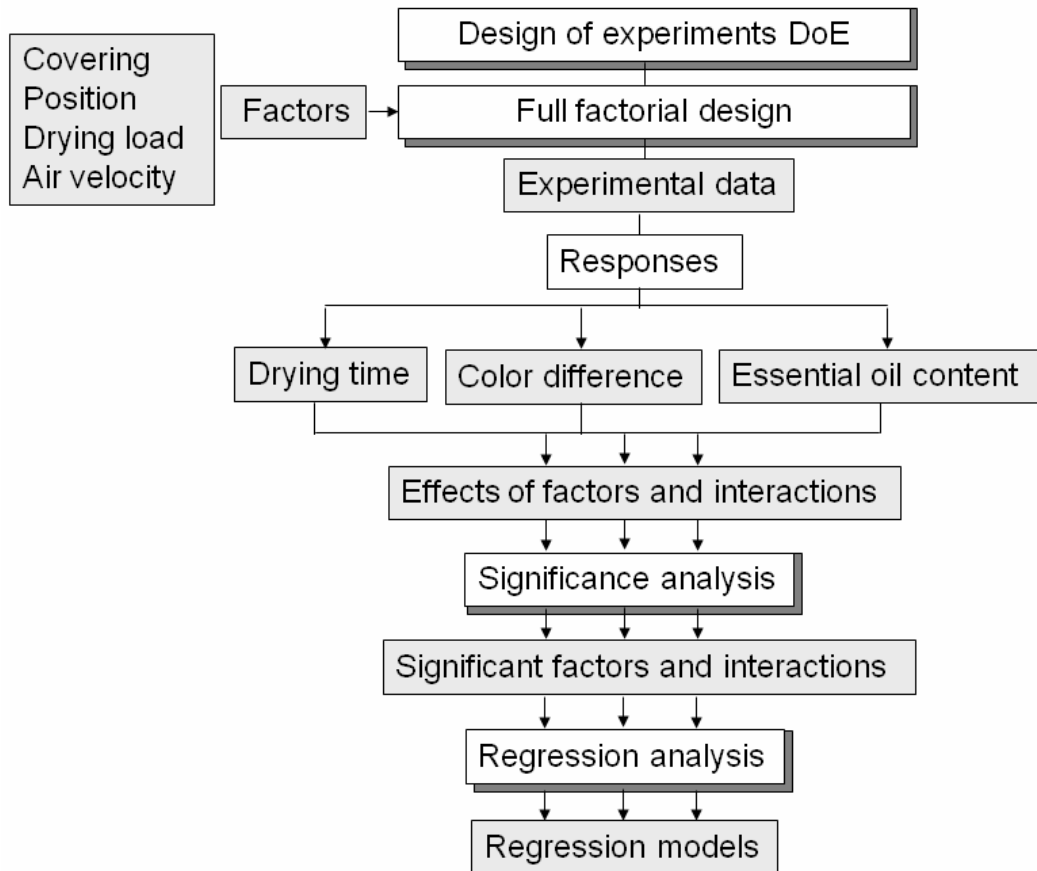 Design of experiments DoE
Covering
Position
Drying load
Air velocity
Factors
Full factorial design
Experimental data
Responses
Drying time
Color difference
Essential oil content
Effects of factors and interactions
Significance analysis
Significant factors and interactions
Regression analysis
Regression models